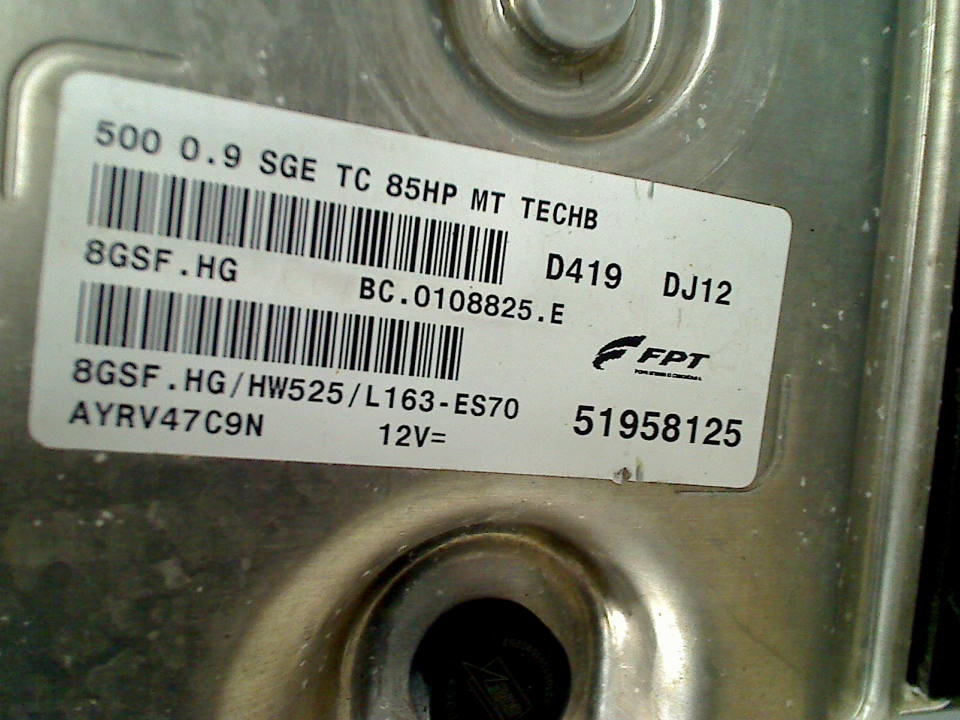 500 0.9 SGE TC 85HP MT TECHB
8GSF.HG
D419 DJ12
BC.0108825.E
FPT
8GSF.HG/HW525/L163-ES70
51958125
AYRV47C9N
12V=